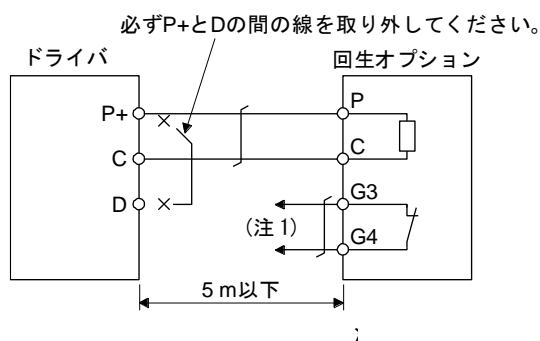 必ずP+とDの間の線を取り外してください。
ドライバ
回生オプション
P+
P
C
C
D
G3
(注1)
G4
5 m以下